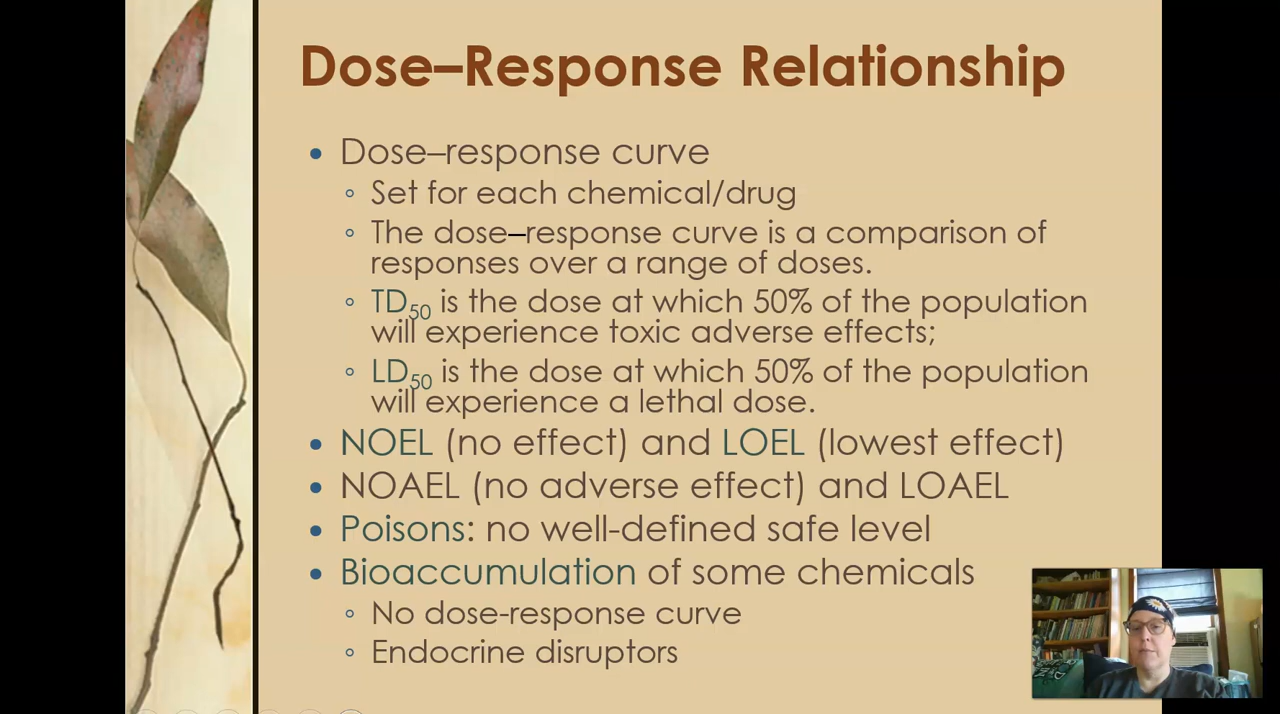 Dose–Response Relationship
• Dose–response curve
◦ Set for each chemical/drug
◦ The dose–response curve is a comparison of
responses over a range of doses.
◦ TD50 is the dose at which 50% of the population
will experience toxic adverse effects;
◦ LD50 is the dose at which 50% of the population
will experience a lethal dose.
• NOEL (no effect) and LOEL (lowest effect)
• NOAEL (no adverse effect) and LOAEL
• Poisons: no well-defined safe level
• Bioaccumulation of some chemicals
◦ No dose-response curve
◦ Endocrine disruptors